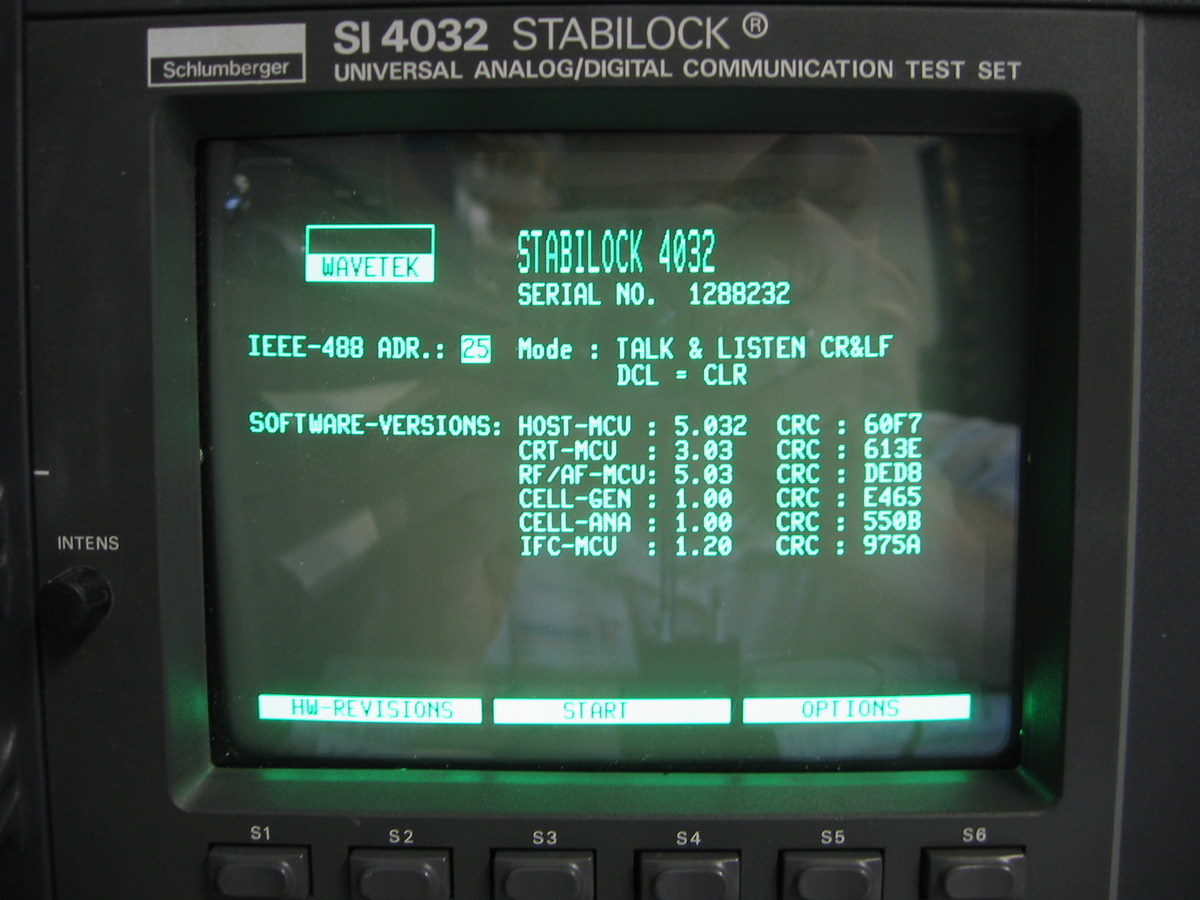 Schlumberger
SI 4032 STABILOCK ®
UNIVERSAL ANALOG/DIGITAL COMMUNICATION TEST SET
WAVETEK
STABILOCK 4032
SERIAL NO. 1288232
IEEE-488 ADR.: 25 Mode : TALK & LISTEN CR&LF
DCL = CLR
SOFTWARE-VERSIONS: HOST-MCU : 5.032 CRC : 60F7
CRT-MCU : 3.03 CRC : 613E
RF/AF-MCU: 5.03 CRC : DED8
CELL-GEN : 1.00 CRC : E465
CELL-ANA : 1.00 CRC : 550B
IFC-MCU : 1.20 CRC : 975A
INTENS
HW-REVISIONS START OPTIONS
S1 S2 S3 S4 S5 S6